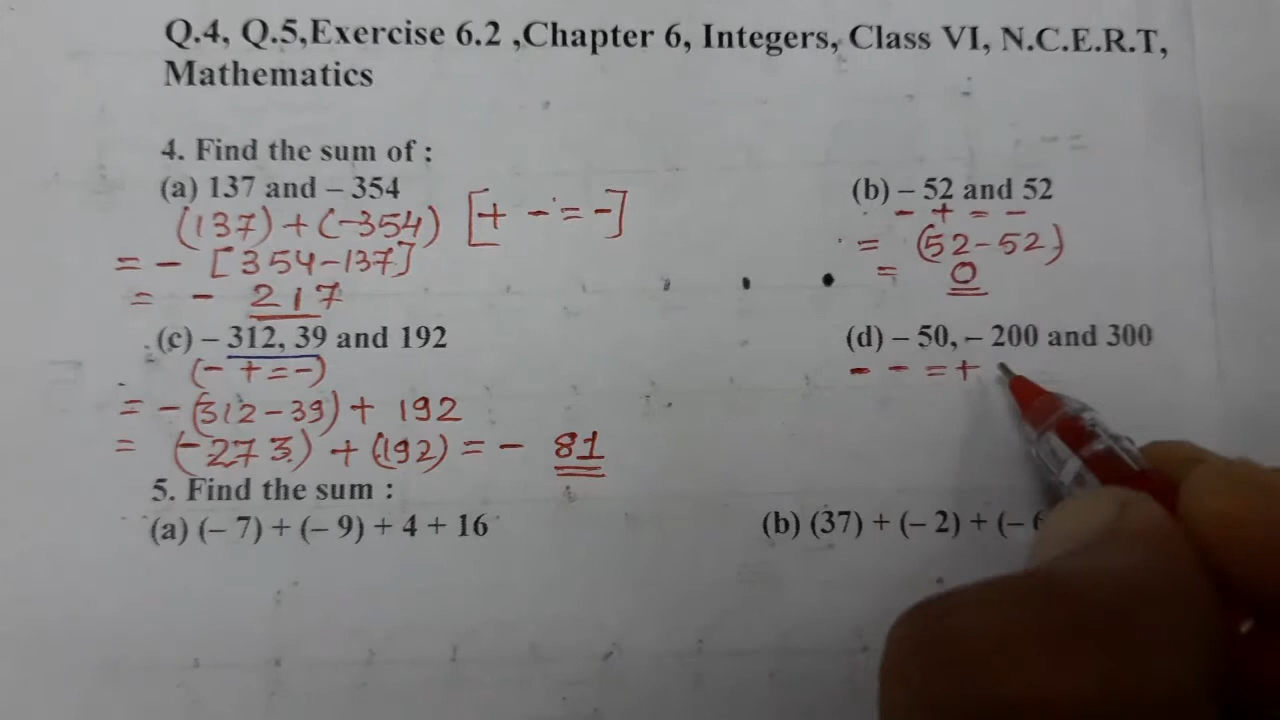 Q.4, Q.5,Exercise 6.2 ,Chapter 6, Integers, Class VI, N.C.E.R.T,
Mathematics
4. Find the sum of :
(a) 137 and – 354
(137) + (-354) [+ - = -]
= - [354-137]
= - 217
(b) – 52 and 52
- + = -
= (52-52)
= 0
(c) – 312, 39 and 192
(- + = -)
= -(312-39) + 192
= (-273) + (192) = - 81
(d) – 50, – 200 and 300
- - = +
5. Find the sum :
(a) (– 7) + (– 9) + 4 + 16
(b) (37) + (– 2) + (–